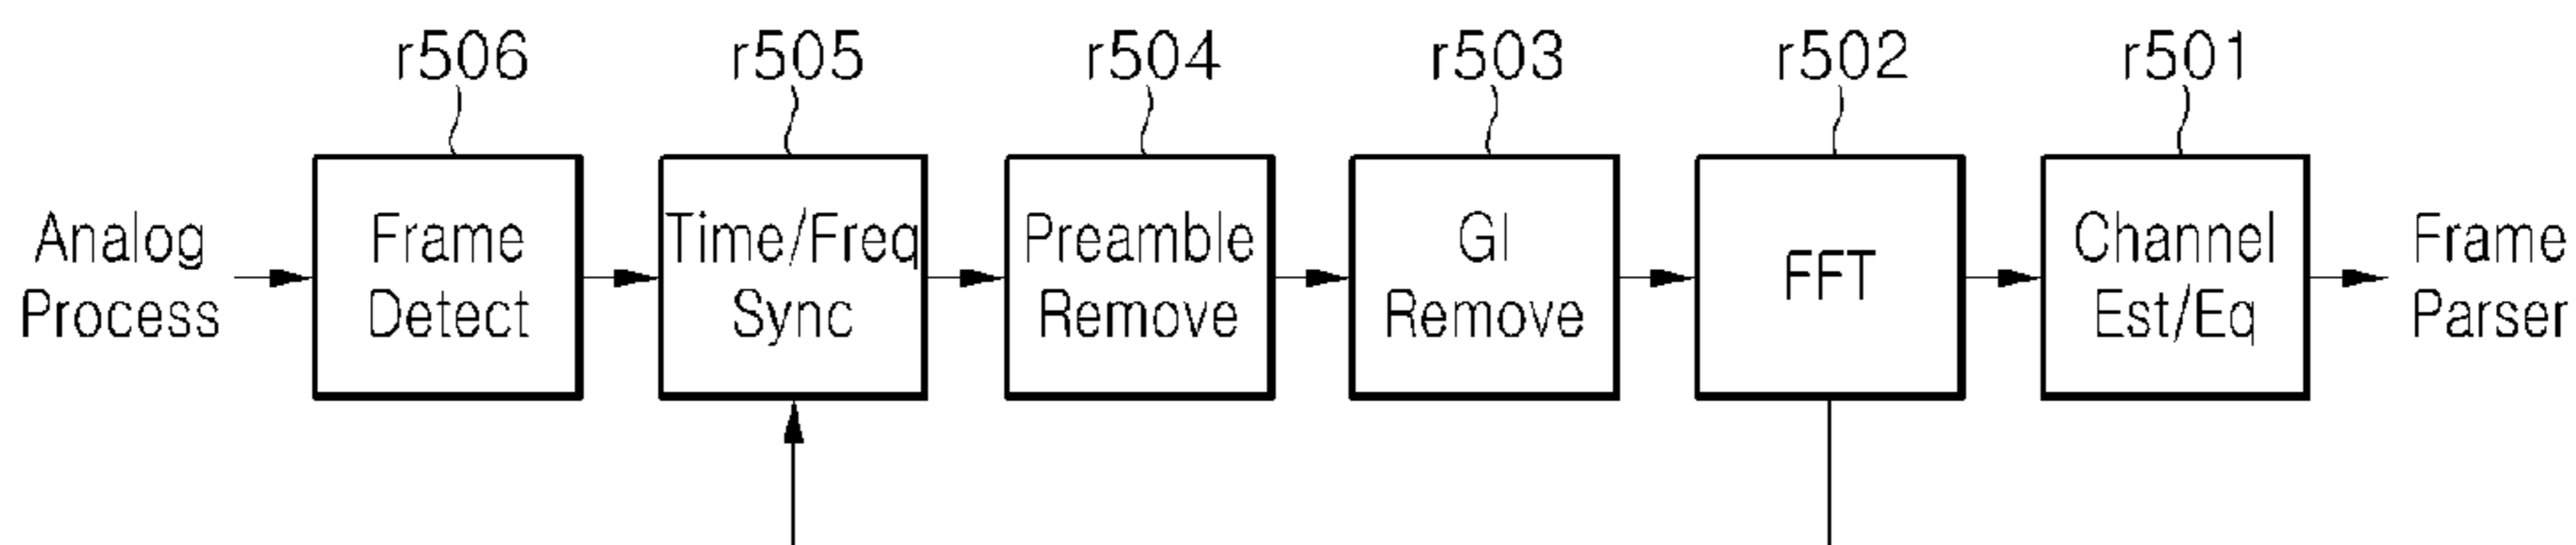 r506
r505
r504
r503
r502
r501
Analog
Process
Frame
Detect
Time/Freq
Sync
Preamble
Remove
GI
Remove
FFT
Channel
Est/Eq
Frame
Parser